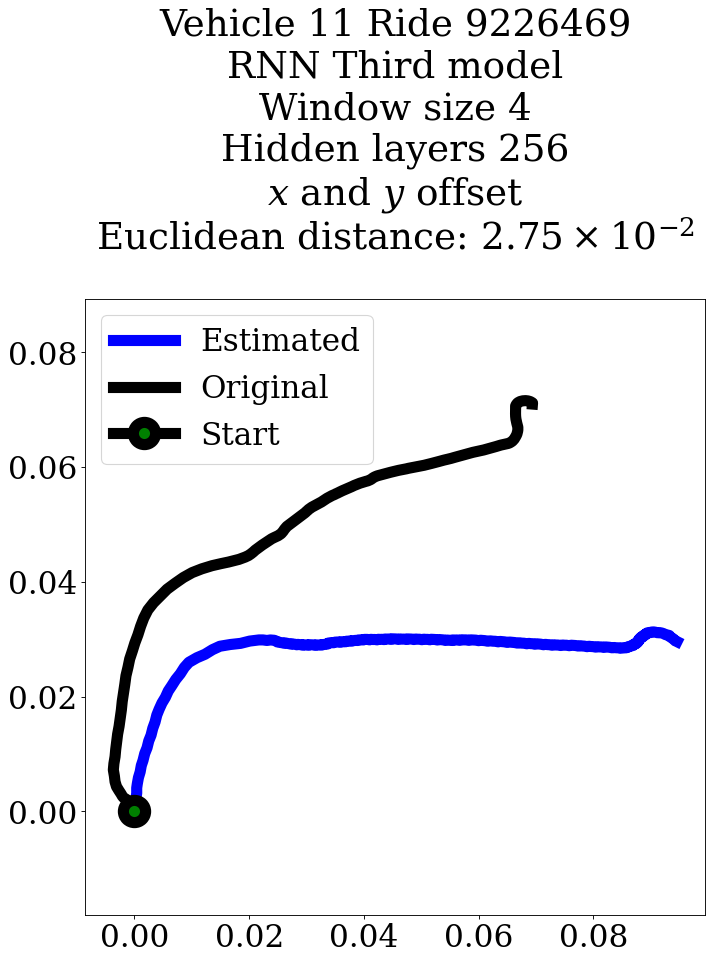 Vehicle 11 Ride 9226469
RNN Third model
Window size 4
Hidden layers 256
x and y offset
Euclidean distance: 2.75 × 10⁻²
Estimated
Original
Start
0.08
0.06
0.04
0.02
0.00
0.00 0.02 0.04 0.06 0.08